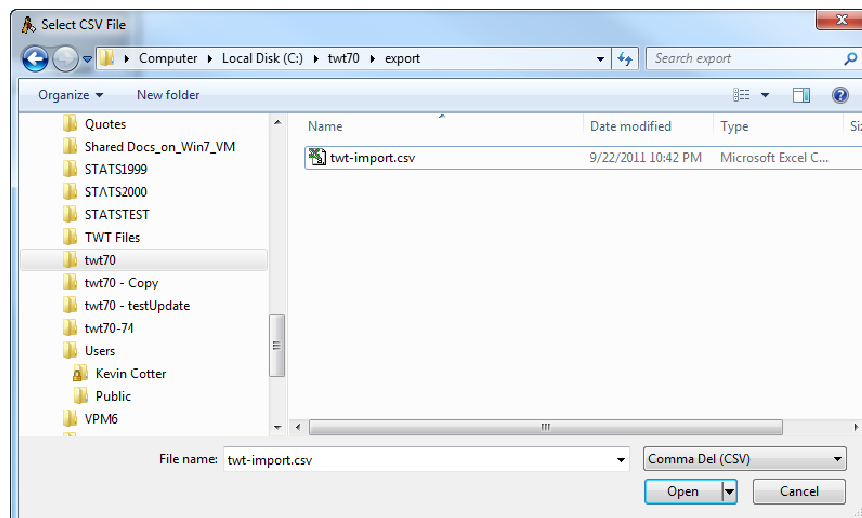 Select CSV File
Computer Local Disk (C:) twt70 export
Search export
Organize New folder
Name Date modified Type Si
twt-import.csv 9/22/2011 10:42 PM Microsoft Excel C...
Quotes
Shared Docs_on_Win7_VM
STATS1999
STATS2000
STATSTEST
TWT Files
twt70
twt70 - Copy
twt70 - testUpdate
twt70-74
Users
Kevin Cotter
Public
VPM6
File name: twt-import.csv Comma Del (CSV)
Open Cancel